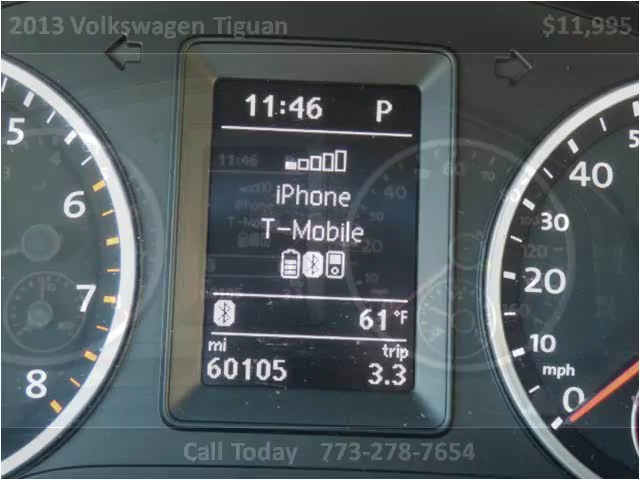 2013 Volkswagen Tiguan $11,995
11:46 P
iPhone
T-Mobile
61°F
mi trip
60105 3.3
5
6
7
8
5
40
30
20
10
mph
0
Call Today 773-278-7654